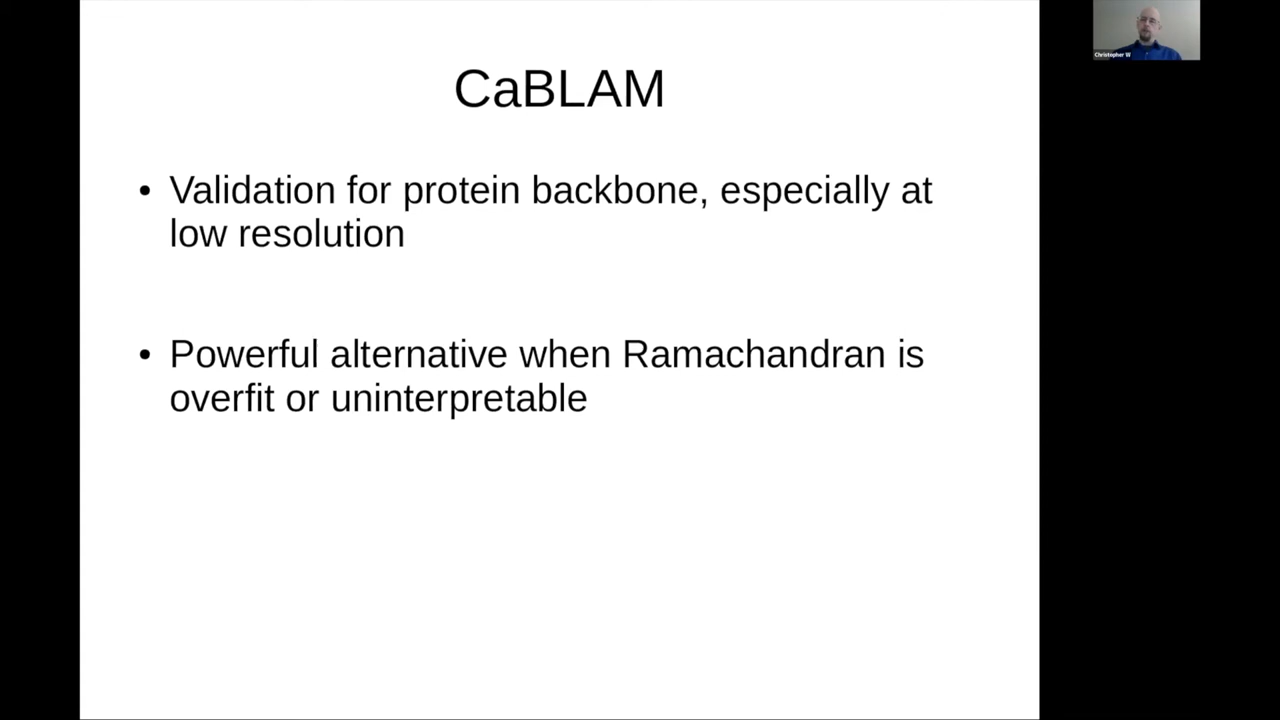 CaBLAM
• Validation for protein backbone, especially at
low resolution
• Powerful alternative when Ramachandran is
overfit or uninterpretable
Christopher W